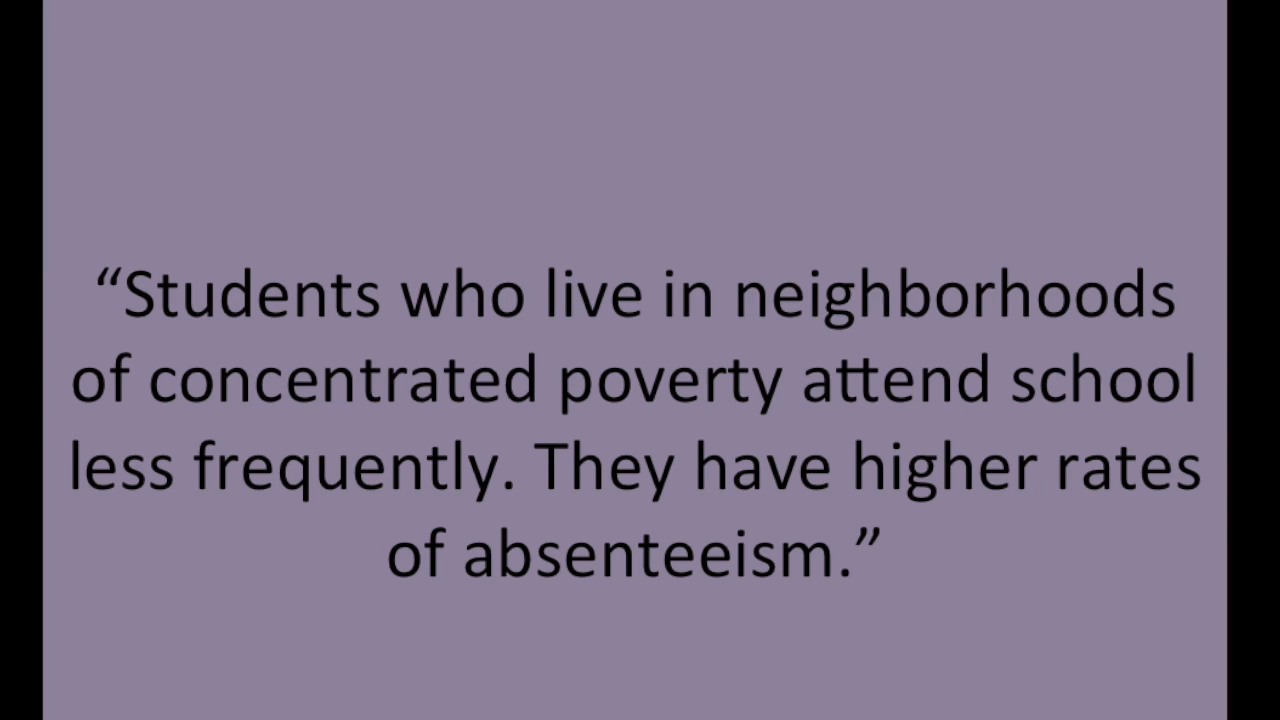 “Students who live in neighborhoods
of concentrated poverty attend school
less frequently. They have higher rates
of absenteeism.”